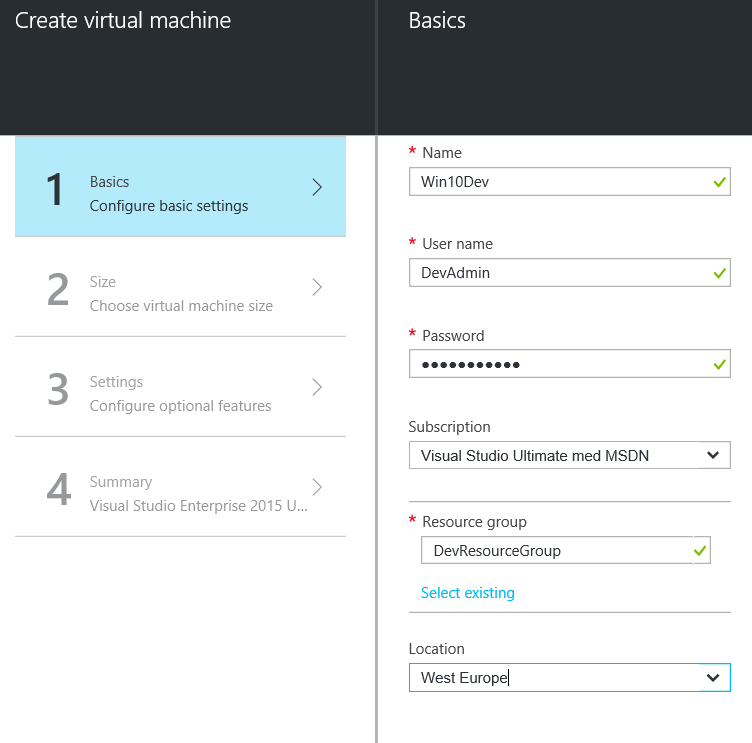 Create virtual machine
Basics
1
Basics
Configure basic settings
2
Size
Choose virtual machine size
3
Settings
Configure optional features
4
Summary
Visual Studio Enterprise 2015 U...
* Name
Win10Dev
* User name
DevAdmin
* Password
•••••••••••
Subscription
Visual Studio Ultimate med MSDN
* Resource group
DevResourceGroup
Select existing
Location
West Europe